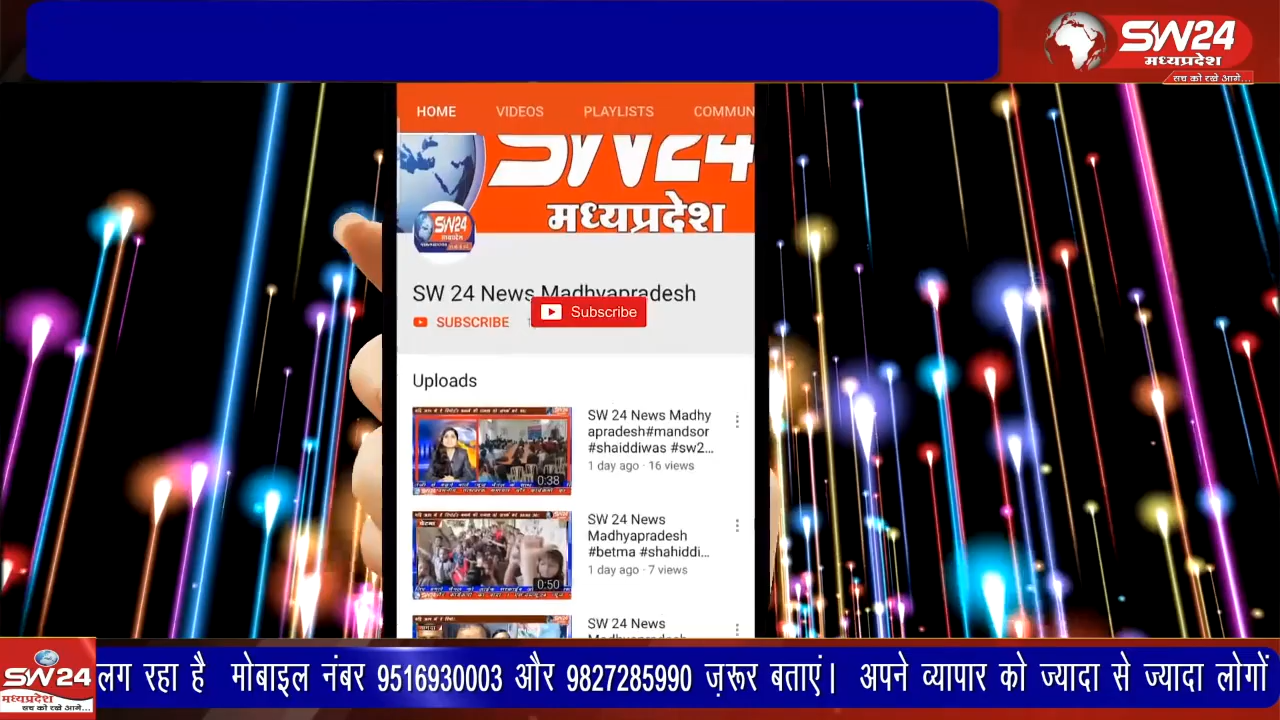 SW24
मध्यप्रदेश
सच को रखे आगे...
HOME VIDEOS PLAYLISTS COMMUN
SW24
मध्यप्रदेश
SW24
SW 24 News Madhyapradesh
SUBSCRIBE
Subscribe
Uploads
SW 24 News Madhy
apradesh#mandsor
#shaiddiwas #sw2...
1 day ago · 16 views
0:38
SW 24 News
Madhyapradesh
#betma #shahiddi...
1 day ago · 7 views
0:50
SW 24 News
Madhyapradesh
SW24
मध्यप्रदेश
सच को रखे आगे...
लग रहा है मोबाइल नंबर 9516930003 और 9827285990 ज़रूर बताएं। अपने व्यापार को ज्यादा से ज्यादा लोगों